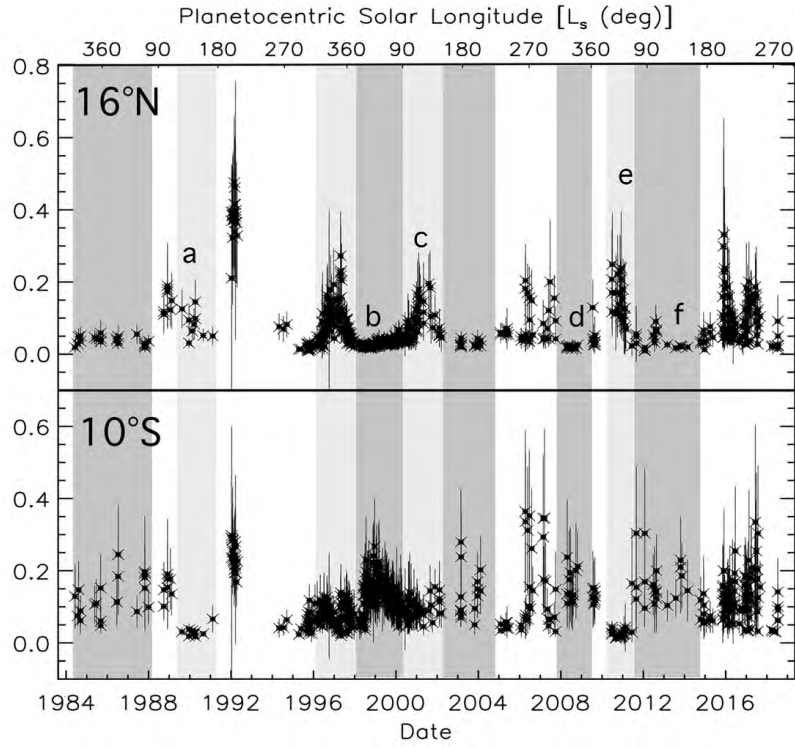 Planetocentric Solar Longitude [Ls (deg)]
360 90 180 270 360 90 180 270 360 90 180 270
0.8
16°N
0.6
e
0.4
a c
0.2
b d f
0.0
10°S
0.6
0.4
0.2
0.0
1984 1988 1992 1996 2000 2004 2008 2012 2016
Date